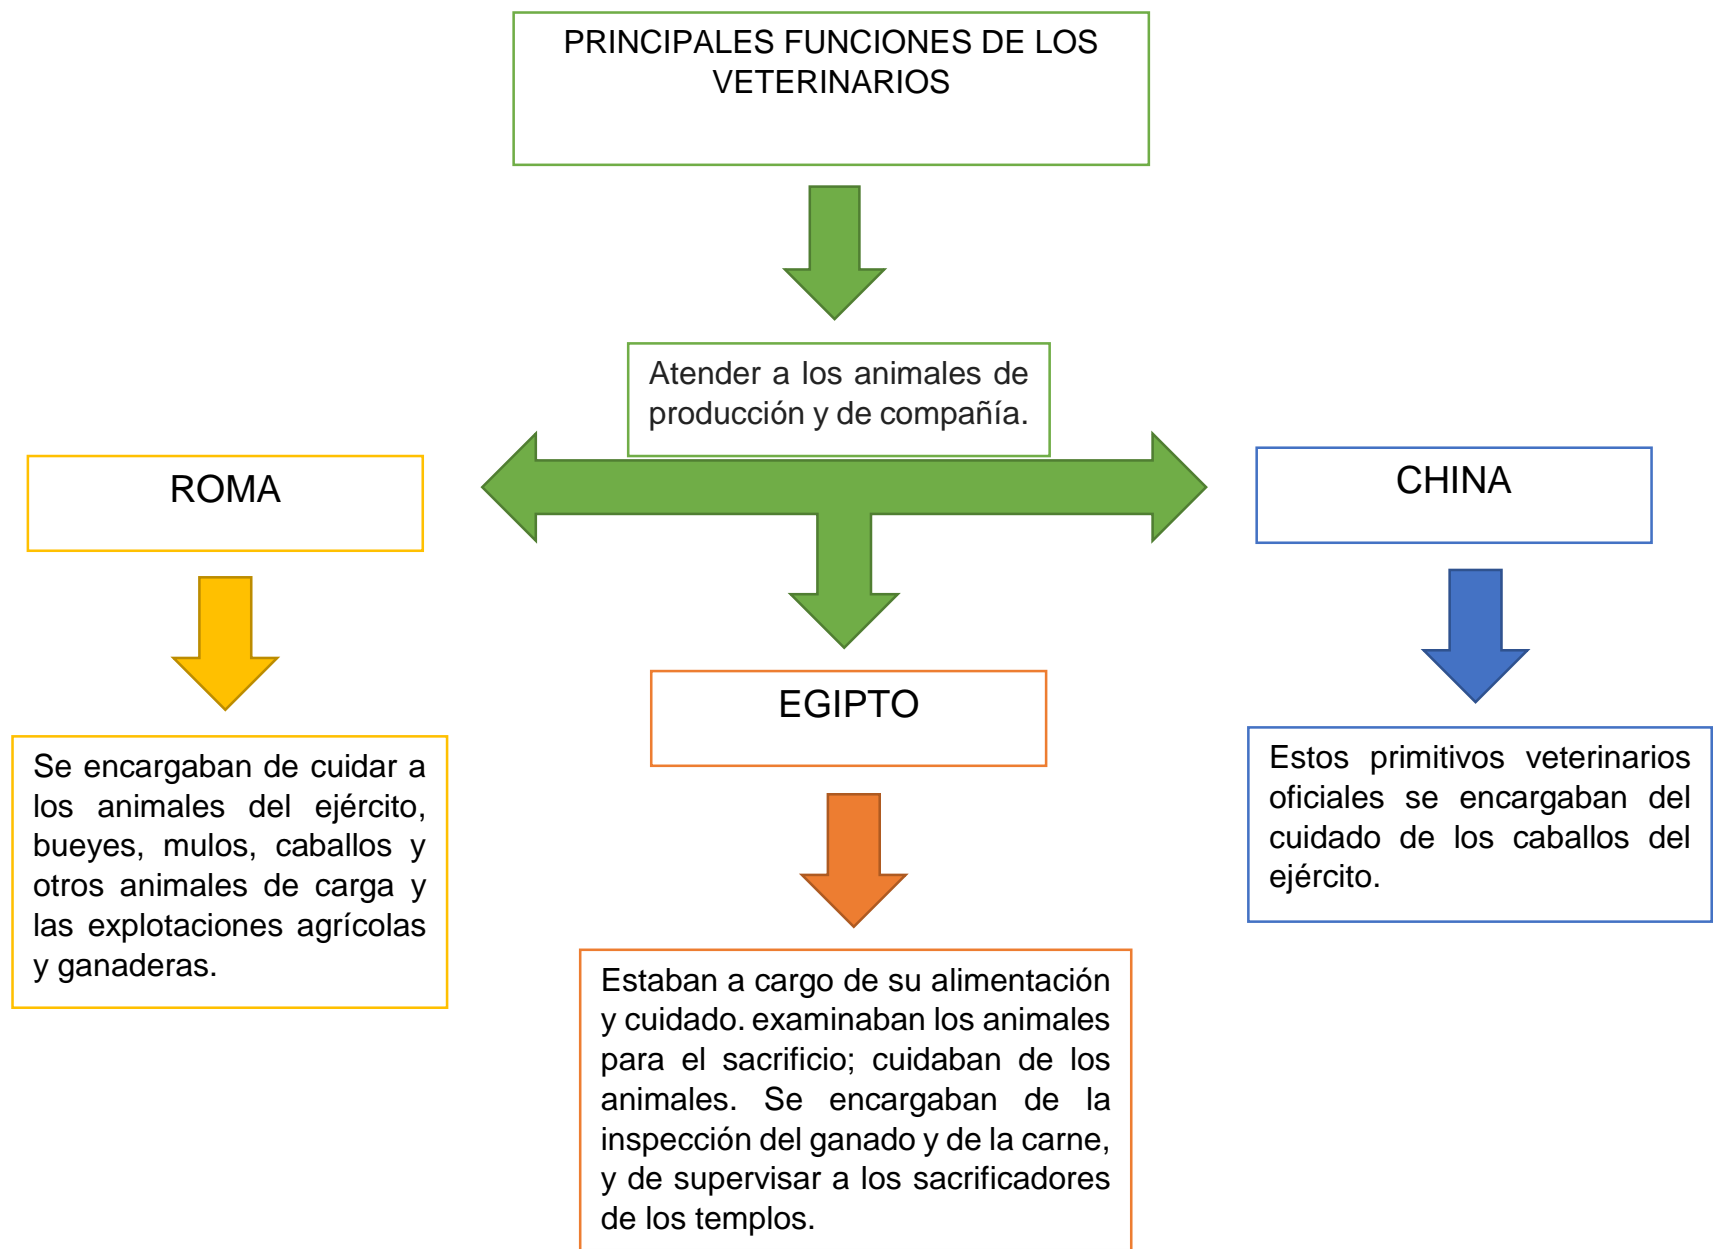 PRINCIPALES FUNCIONES DE LOS
VETERINARIOS
Atender a los animales de
producción y de compañía.
ROMA
CHINA
EGIPTO
Se encargaban de cuidar a
los animales del ejército,
bueyes, mulos, caballos y
otros animales de carga y
las explotaciones agrícolas
y ganaderas.
Estos primitivos veterinarios
oficiales se encargaban del
cuidado de los caballos del
ejército.
Estaban a cargo de su alimentación
y cuidado. examinaban los animales
para el sacrificio; cuidaban de los
animales. Se encargaban de la
inspección del ganado y de la carne,
y de supervisar a los sacrificadores
de los templos.